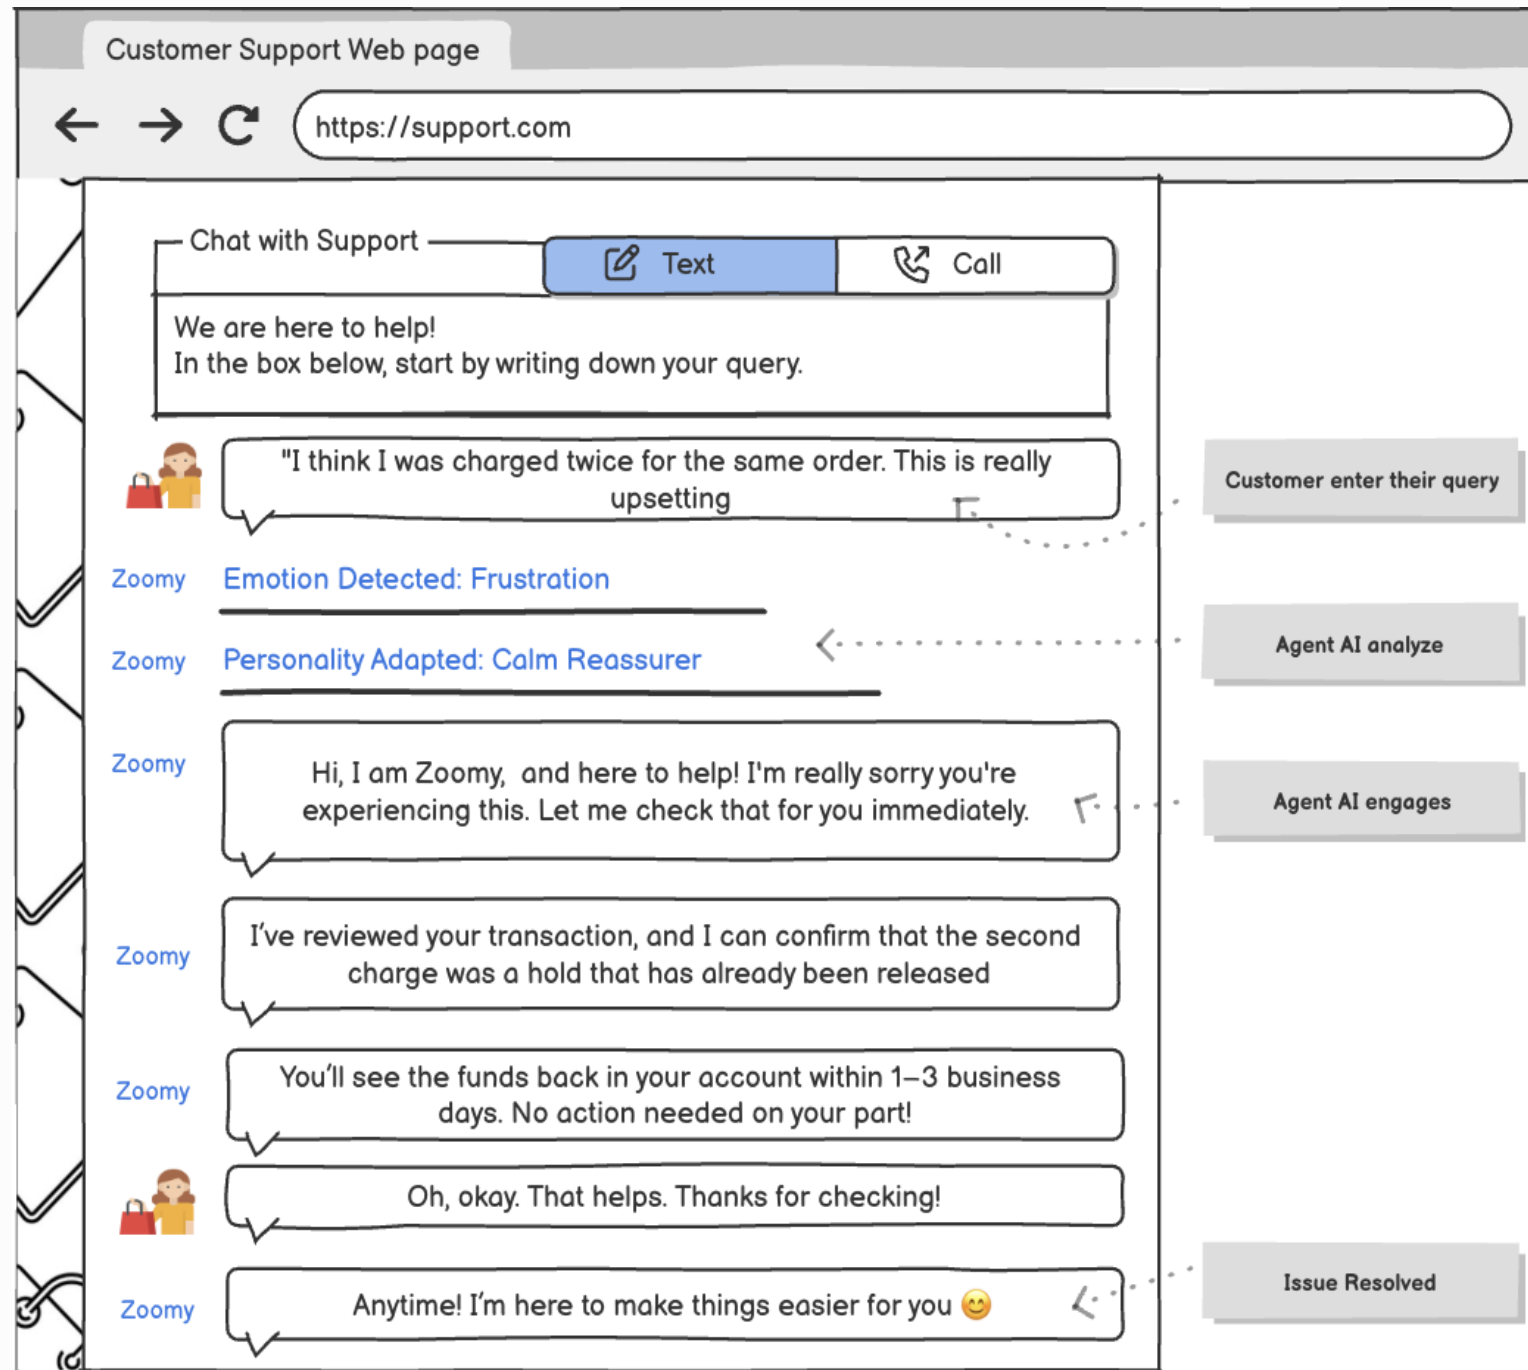 Customer Support Web page
https://support.com
Chat with Support
Text
Call
We are here to help!
In the box below, start by writing down your query.
"I think I was charged twice for the same order. This is really
upsetting
Customer enter their query
Zoomy
Emotion Detected: Frustration
Zoomy
Personality Adapted: Calm Reassurer
Agent AI analyze
Zoomy
Hi, I am Zoomy,  and here to help! I'm really sorry you're
experiencing this. Let me check that for you immediately.
Agent AI engages
Zoomy
I’ve reviewed your transaction, and I can confirm that the second
charge was a hold that has already been released
Zoomy
You’ll see the funds back in your account within 1–3 business
days. No action needed on your part!
Oh, okay. That helps. Thanks for checking!
Zoomy
Anytime! I’m here to make things easier for you 😊
Issue Resolved